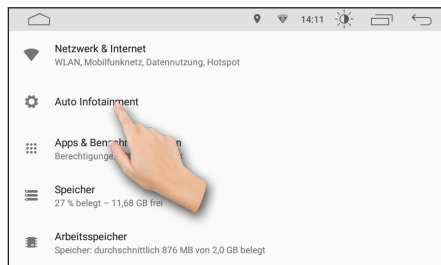 14:11
Netzwerk & Internet
WLAN, Mobilfunknetz, Datennutzung, Hotspot
Auto Infotainment
Apps &
Speicher
27 % belegt – 11,68 GB frei
Arbeitsspeicher
Speicher: durchschnittlich 876 MB von 2,0 GB belegt